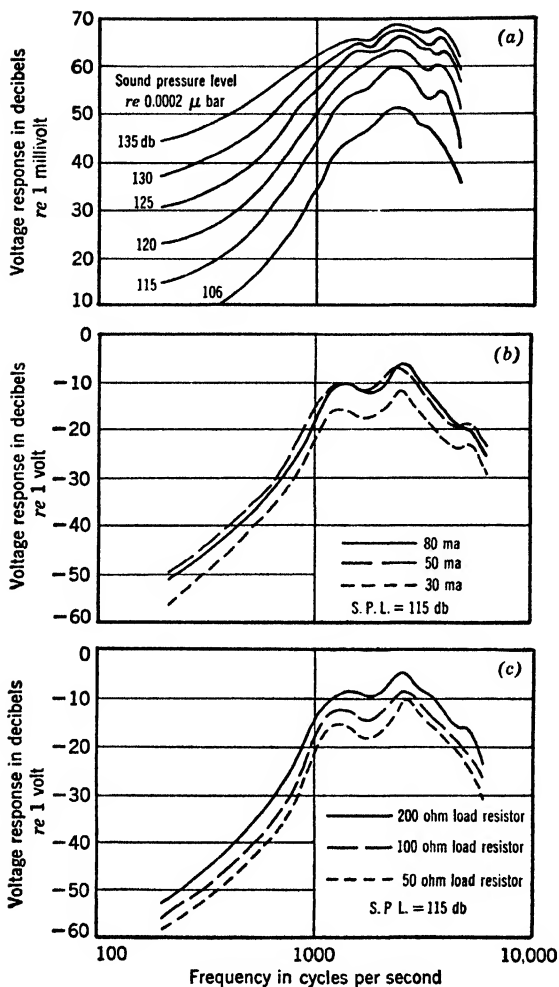 Voltage response in decibels
re 1 millivolt
70
60
50
40
30
20
10
(a)
Sound pressure level
re 0.0002 μ bar
135 db
130
125
120
115
106
Voltage response in decibels
re 1 volt
0
−10
−20
−30
−40
−50
−60
(b)
80 ma
50 ma
30 ma
S. P. L. = 115 db
Voltage response in decibels
re 1 volt
0
−10
−20
−30
−40
−50
−60
(c)
200 ohm load resistor
100 ohm load resistor
50 ohm load resistor
S. P. L. = 115 db
100
1000
10,000
Frequency in cycles per second